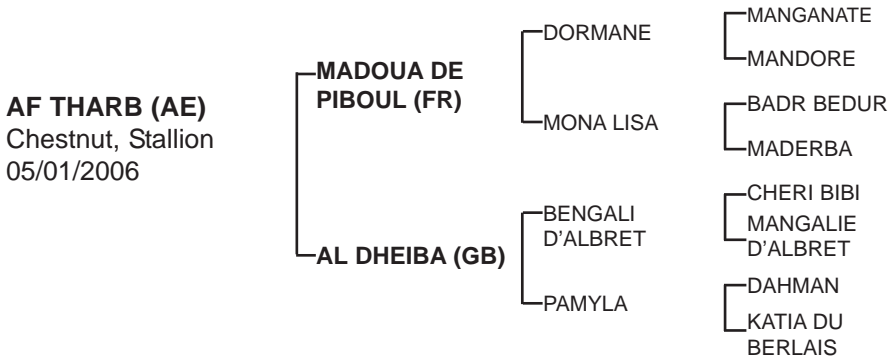 AF THARB (AE)
Chestnut, Stallion
05/01/2006
MADOUA DE
PIBOUL (FR)
AL DHEIBA (GB)
DORMANE
MONA LISA
BENGALI
D'ALBRET
PAMYLA
MANGANATE
MANDORE
BADR BEDUR
MADERBA
CHERI BIBI
MANGALIE
D'ALBRET
DAHMAN
KATIA DU
BERLAIS